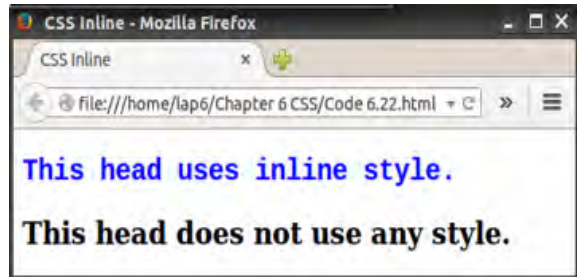 CSS Inline - Mozilla Firefox
CSS Inline
file:///home/lap6/Chapter 6 CSS/Code 6.22.html
This head uses inline style.
This head does not use any style.